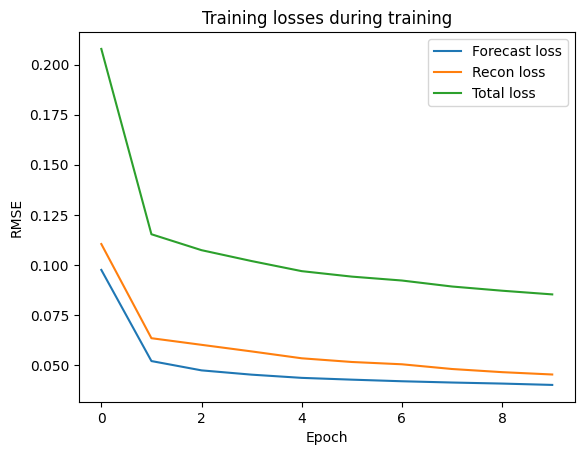 Training losses during training
Forecast loss
Recon loss
Total loss
0.200
0.175
0.150
0.125
0.100
0.075
0.050
RMSE
0 2 4 6 8
Epoch